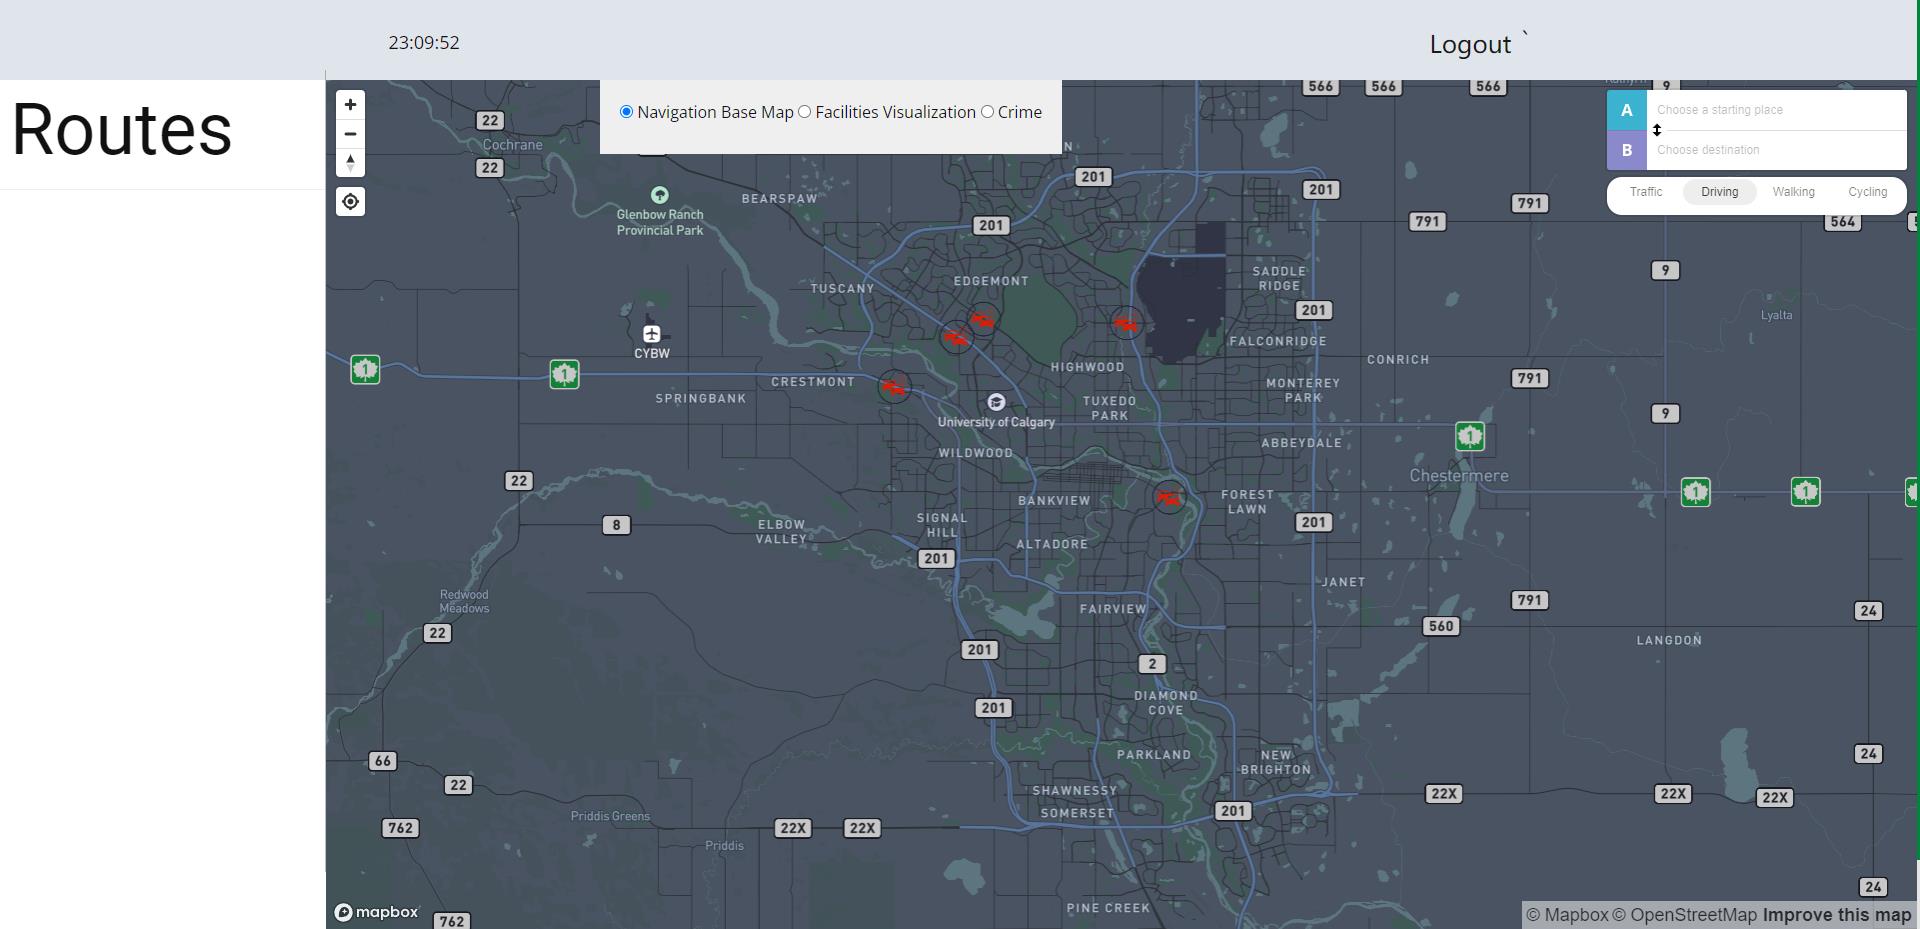 23:09:52
Logout `
Routes
Navigation Base Map Facilities Visualization Crime
A Choose a starting place
B Choose destination
Traffic Driving Walking Cycling
566 566 566 9
22
Cochrane
22
N
201
201
791
791
564
BEARSPAW
Glenbow Ranch
Provincial Park
201
9
TUSCANY
EDGEMONT
SADDLE
RIDGE
201
Lyalta
CYBW
FALCONRIDGE
CONRICH
1
1
CRESTMONT
HIGHWOOD
791
SPRINGBANK
MONTEREY
PARK
TUXEDO
PARK
9
University of Calgary
1
ABBEYDALE
WILDWOOD
Chestermere
22
BANKVIEW
FOREST
LAWN
1
1
8
ELBOW
VALLEY
SIGNAL
HILL
201
ALTADORE
201
JANET
Redwood
Meadows
FAIRVIEW
791
24
22
560
LANGDON
201
2
201
DIAMOND
COVE
66
PARKLAND
NEW
BRIGHTON
24
22
SHAWNESSY
22X
22X
22X
SOMERSET
201
Priddis Greens
762
22X
22X
Priddis
24
PINE CREEK
762
mapbox
© Mapbox © OpenStreetMap Improve this map